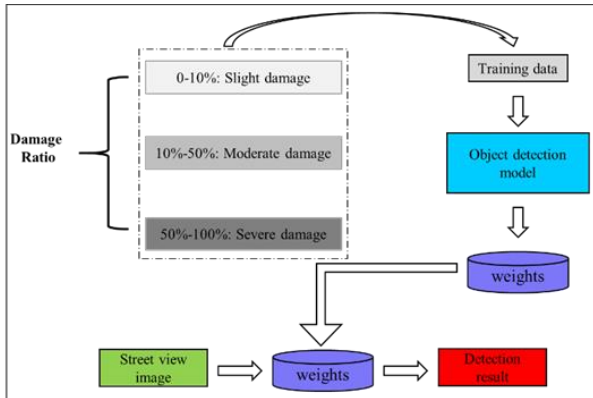 0-10%: Slight damage
Training data
Damage
Ratio
10%-50%: Moderate damage
Object detection
model
50%-100%: Severe damage
weights
Street view
image
weights
Detection
result